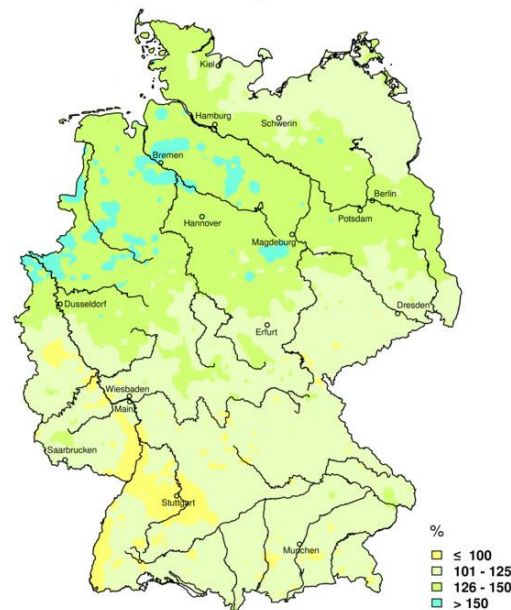 Kiel
Hamburg
Schwerin
Bremen
Berlin
Hannover
Potsdam
Magdeburg
Dusseldorf
Dresden
Erfurt
Wiesbaden
Mainz
Saarbrucken
Stuttgart
Munchen
%
≤ 100
101 - 125
126 - 150
> 150